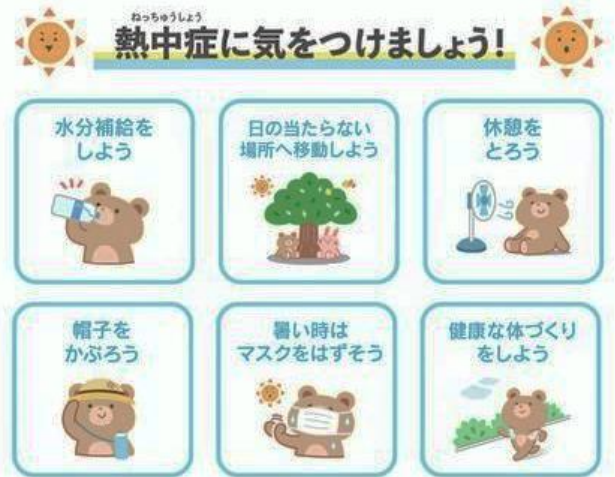 ねっちゅうしょう
熱中症に気をつけましょう!
水分補給を
しよう
日の当たらない
場所へ移動しよう
休憩を
とろう
帽子を
かぶろう
暑い時は
マスクをはずそう
健康な体づくり
をしよう